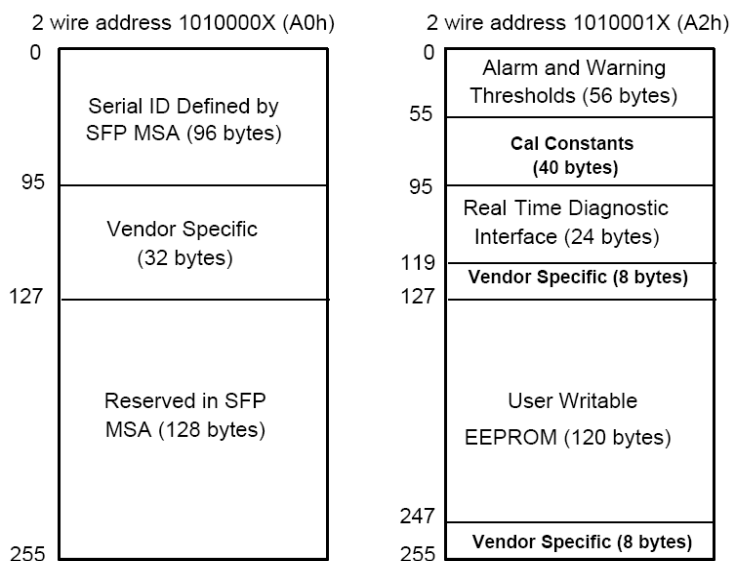 2 wire address 1010000X (A0h)
0
Serial ID Defined by
SFP MSA (96 bytes)
95
Vendor Specific
(32 bytes)
127
Reserved in SFP
MSA (128 bytes)
255
2 wire address 1010001X (A2h)
0
Alarm and Warning
Thresholds (56 bytes)
55
Cal Constants
(40 bytes)
95
Real Time Diagnostic
Interface (24 bytes)
119
Vendor Specific (8 bytes)
127
User Writable
EEPROM (120 bytes)
247
Vendor Specific (8 bytes)
255